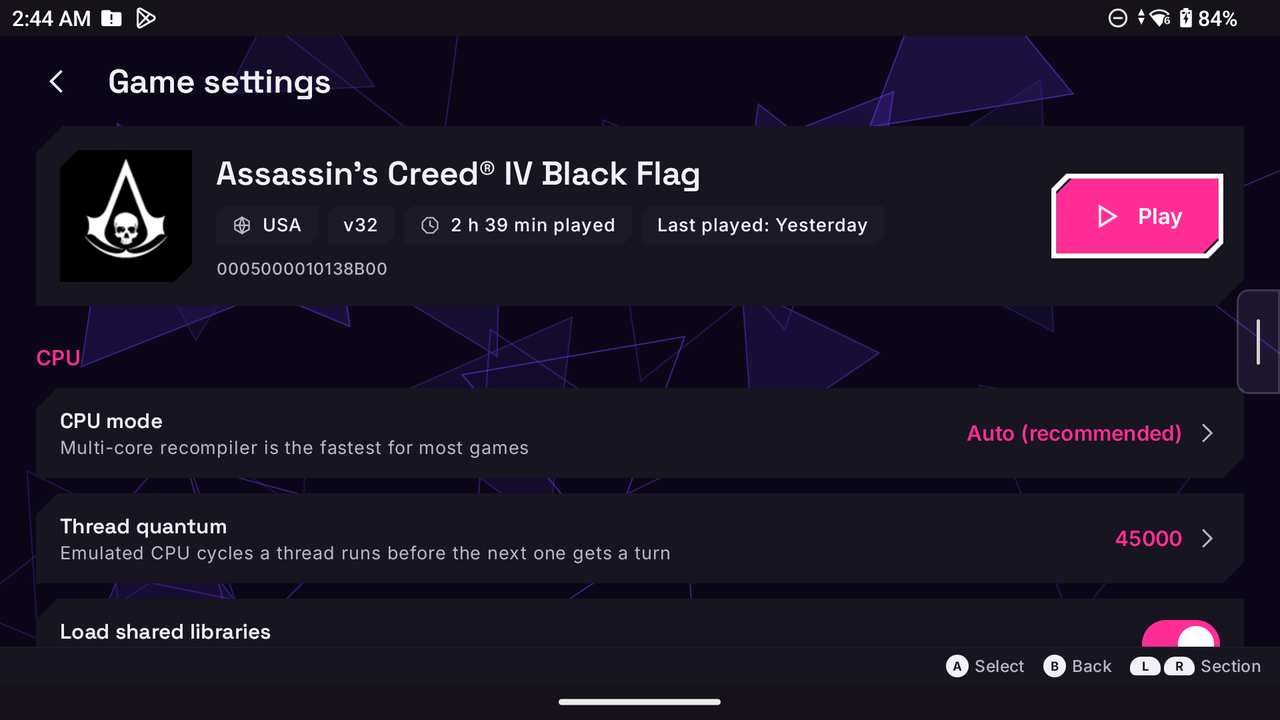 2:44 AM 84%
Game settings
Assassin's Creed® IV Black Flag
USA v32 2 h 39 min played Last played: Yesterday
0005000010138B00
Play
CPU
CPU mode
Multi-core recompiler is the fastest for most games
Auto (recommended)
Thread quantum
Emulated CPU cycles a thread runs before the next one gets a turn
45000
Load shared libraries
A Select B Back L R Section